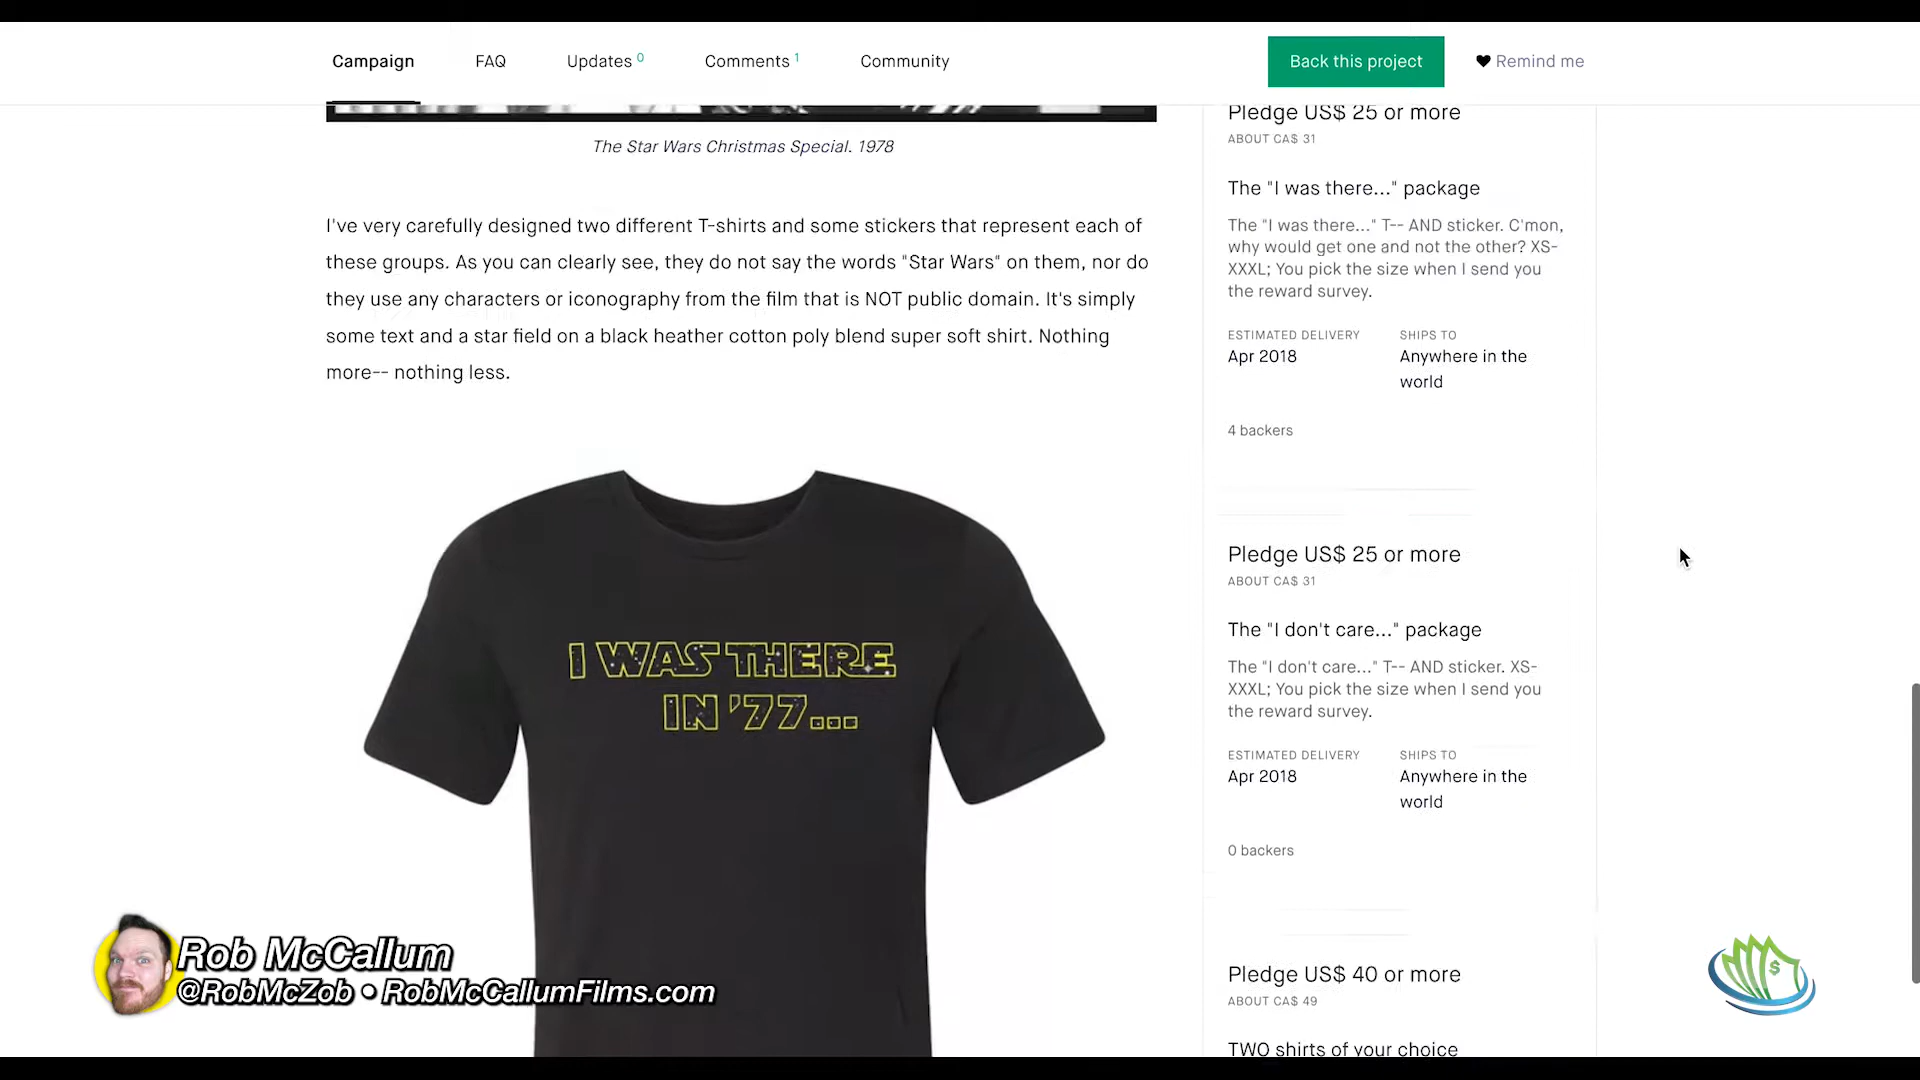 Campaign
FAQ
Updates 0
Comments 1
Community
Back this project
Remind me
The Star Wars Christmas Special. 1978
I've very carefully designed two different T-shirts and some stickers that represent each of
these groups. As you can clearly see, they do not say the words "Star Wars" on them, nor do
they use any characters or iconography from the film that is NOT public domain. It's simply
some text and a star field on a black heather cotton poly blend super soft shirt. Nothing
more-- nothing less.
I WAS THERE
IN '77...
Pledge US$ 25 or more
ABOUT CA$ 31
The "I was there..." package
The "I was there..." T-- AND sticker. C'mon,
why would get one and not the other? XS-
XXXL; You pick the size when I send you
the reward survey.
ESTIMATED DELIVERY
Apr 2018
SHIPS TO
Anywhere in the
world
4 backers
Pledge US$ 25 or more
ABOUT CA$ 31
The "I don't care..." package
The "I don't care..." T-- AND sticker. XS-
XXXL; You pick the size when I send you
the reward survey.
ESTIMATED DELIVERY
Apr 2018
SHIPS TO
Anywhere in the
world
0 backers
Pledge US$ 40 or more
ABOUT CA$ 49
TWO shirts of your choice
Rob McCallum
@RobMcZob • RobMcCallumFilms.com
$